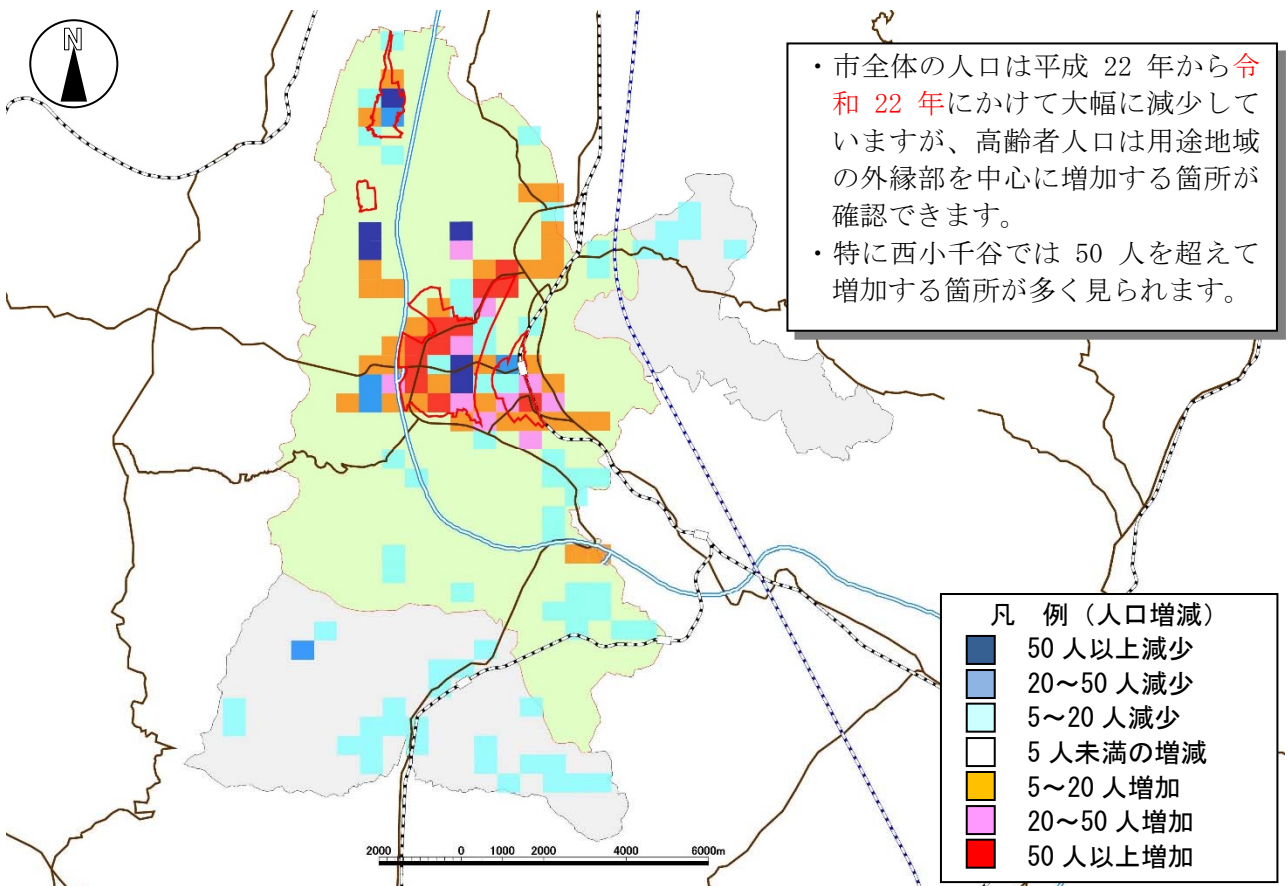 N
・市全体の人口は平成 22 年から令
和 22 年にかけて大幅に減少して
いますが、高齢者人口は用途地域
の外縁部を中心に増加する箇所が
確認できます。
・特に西小千谷では 50 人を超えて
増加する箇所が多く見られます。
凡 例（人口増減）
50 人以上減少
20～50 人減少
5～20 人減少
5 人未満の増減
5～20 人増加
20～50 人増加
50 人以上増加
2000 0 1000 2000 4000 6000m